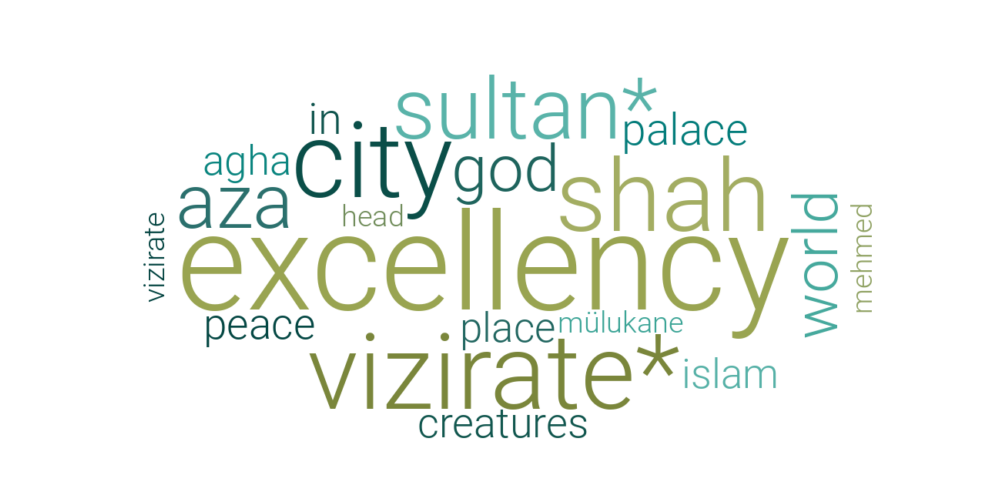 sultan*
in
palace
city
god
agha
shah
aza
head
world
mehmed
vizirate
excellency
peace
place
mülukane
vizirate*
islam
creatures